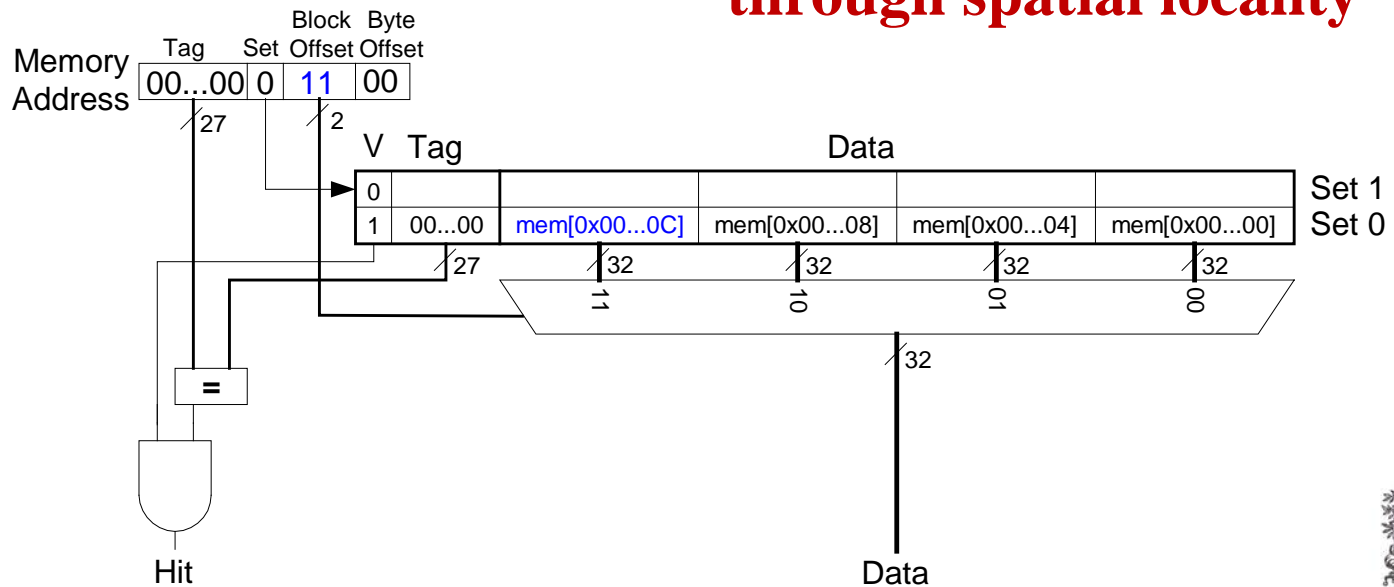 through spatial locality
Block Byte
Tag Set Offset Offset
Memory Address 00...00 0 11 00
27 2
V Tag Data
0 Set 1
1 00...00 mem[0x00...0C] mem[0x00...08] mem[0x00...04] mem[0x00...00] Set 0
27 32 32 32 32
11 10 01 00
32
=
Hit Data